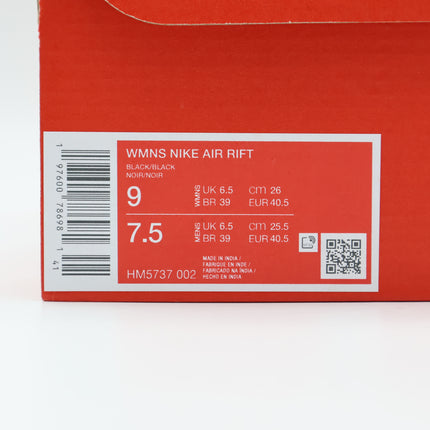 WMNS NIKE AIR RIFT
BLACK/BLACK
NOIR/NOIR
9 WMNS UK 6.5 cm 26
BR 39 EUR 40.5
7.5 MENS UK 6.5 cm 25.5
BR 39 EUR 40.5
MADE IN INDIA /
FABRIQUE EN INDE /
FABRICADO NA INDIA /
HECHO EN INDIA
HM5737 002
1 97600 78698 1 41